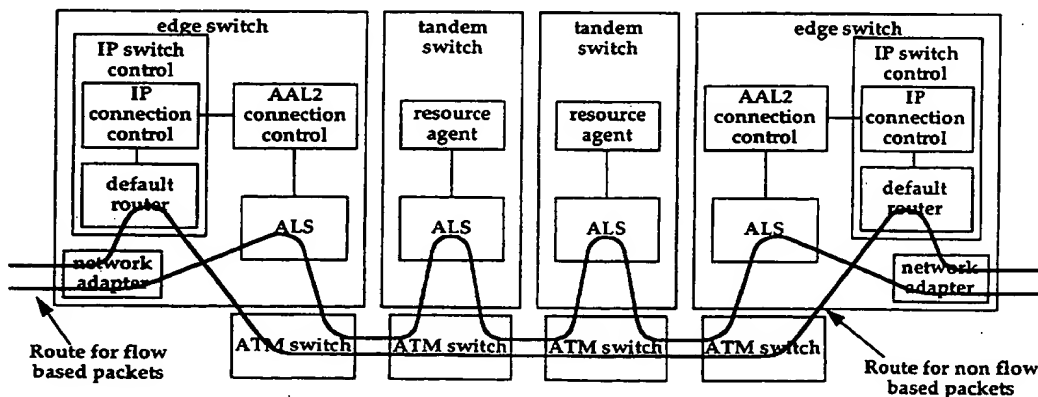 edge switch
IP switch
control
IP
connection
control
AAL2
connection
control
default
router
ALS
network
adapter
tandem
switch
resource
agent
ALS
tandem
switch
resource
agent
ALS
edge switch
IP switch
control
AAL2
connection
control
IP
connection
control
default
router
ALS
network
adapter
ATM switch
ATM switch
ATM switch
ATM switch
Route for flow
based packets
Route for non flow
based packets